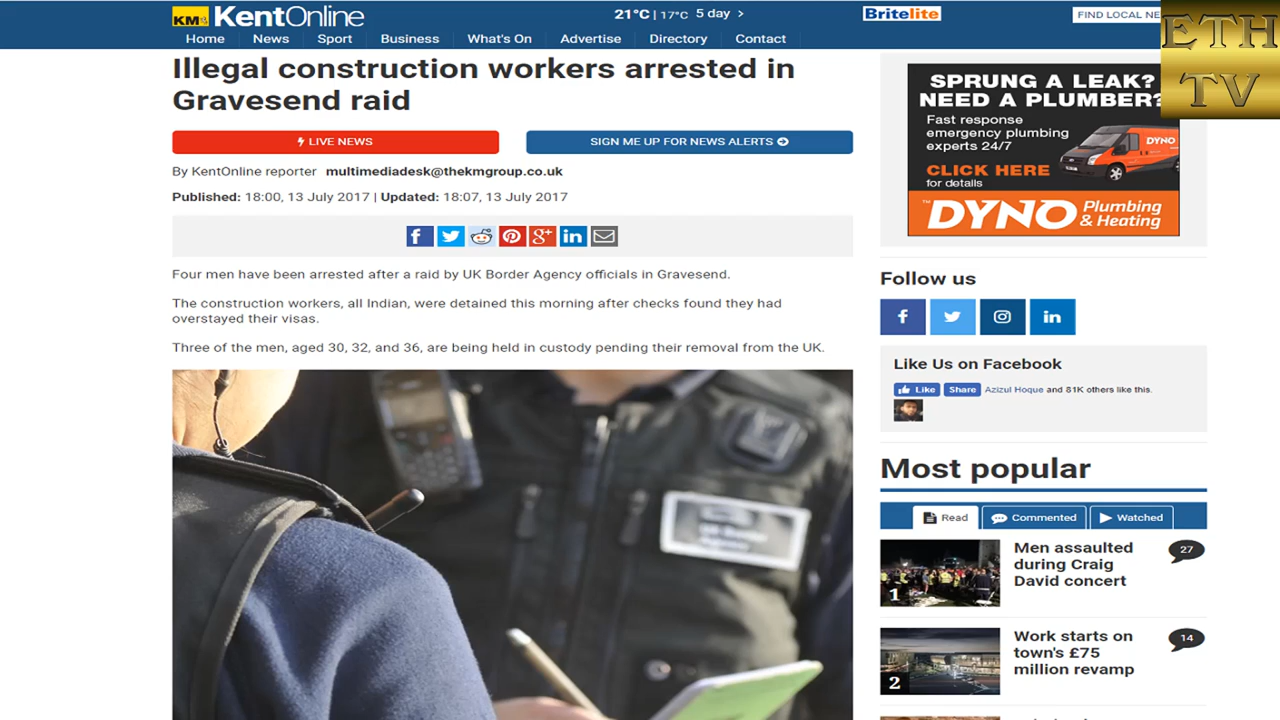 KM KentOnline
21°C | 17°C 5 day >
Britelite
FIND LOCAL NE
ETH
TV
Home News Sport Business What's On Advertise Directory Contact
Illegal construction workers arrested in
Gravesend raid
LIVE NEWS
SIGN ME UP FOR NEWS ALERTS
By KentOnline reporter multimediadesk@thekmgroup.co.uk
Published: 18:00, 13 July 2017 | Updated: 18:07, 13 July 2017
Four men have been arrested after a raid by UK Border Agency officials in Gravesend.
The construction workers, all Indian, were detained this morning after checks found they had
overstayed their visas.
Three of the men, aged 30, 32, and 36, are being held in custody pending their removal from the UK.
SPRUNG A LEAK?
NEED A PLUMBER?
Fast response
emergency plumbing
experts 24/7
CLICK HERE
for details
DYNO
™DYNO Plumbing
& Heating
Follow us
Like Us on Facebook
Like Share Azizul Hoque and 81K others like this.
Most popular
Read Commented Watched
1
Men assaulted
during Craig
David concert
27
2
Work starts on
town's £75
million revamp
14